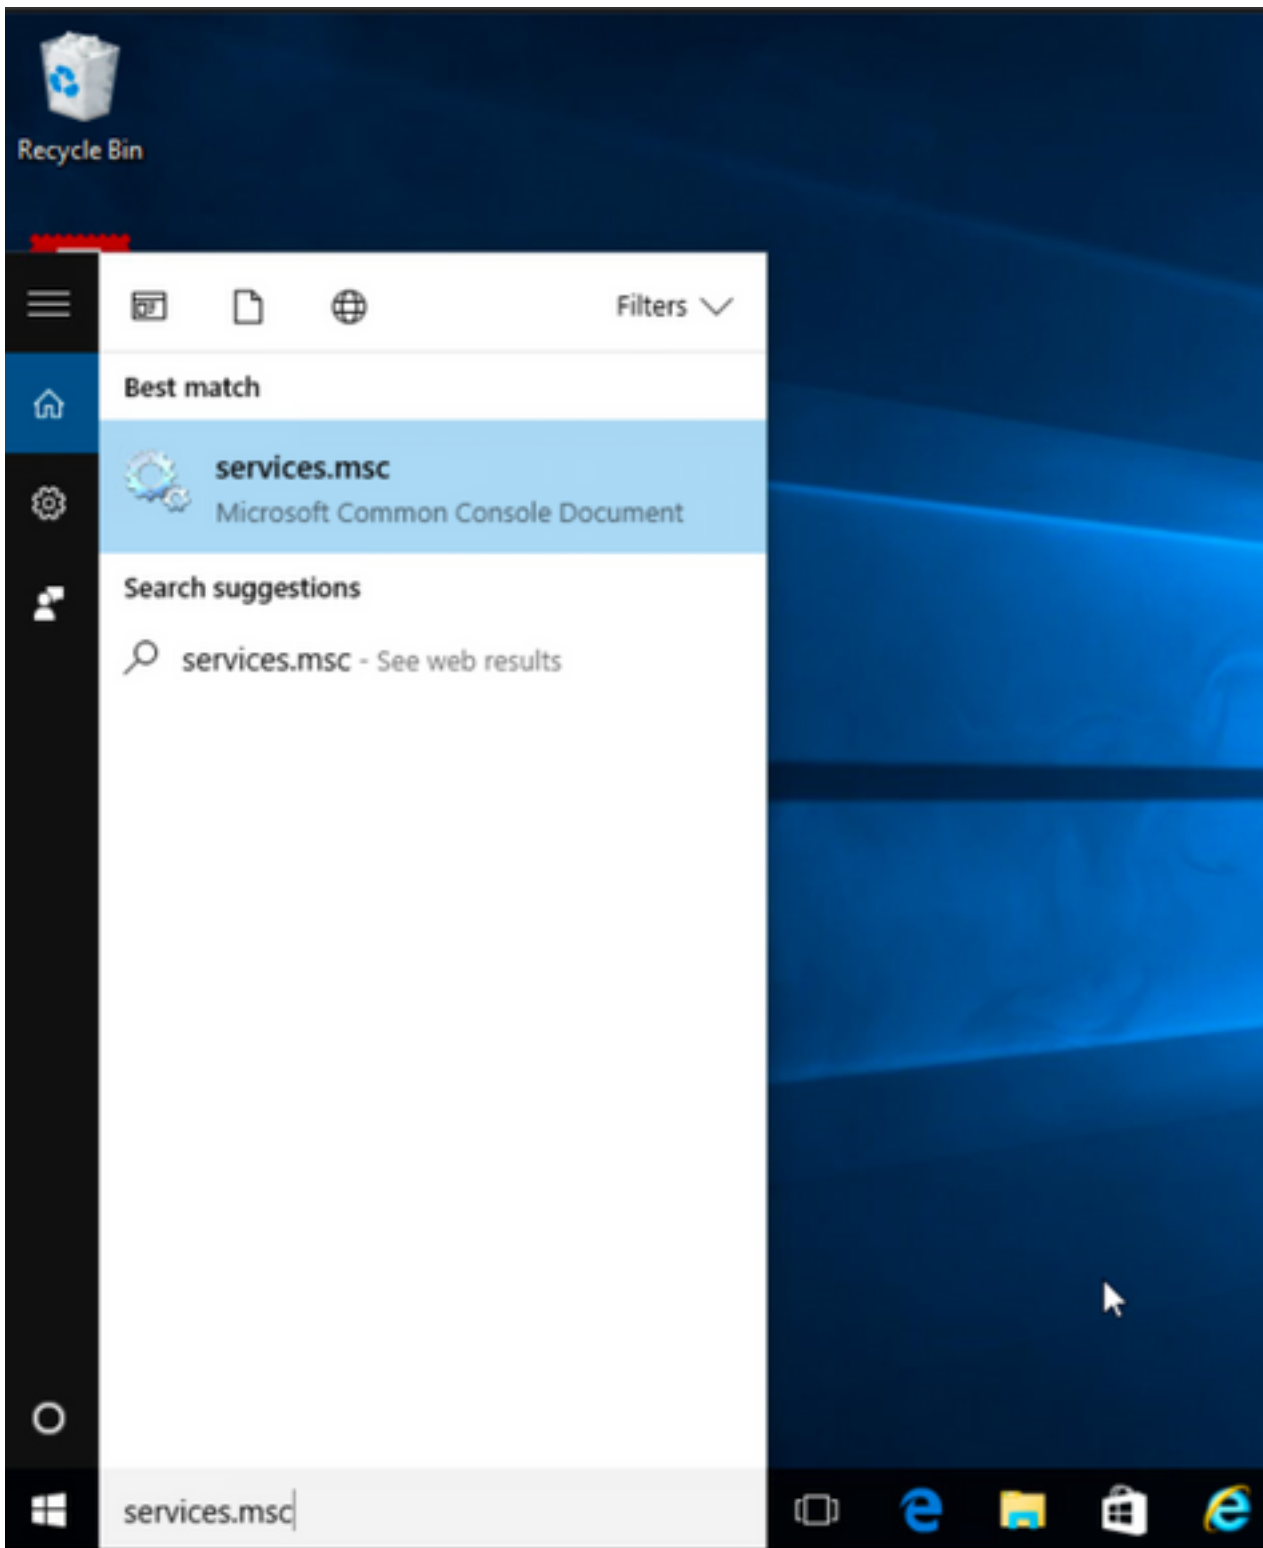 Recycle Bin
Filters
Best match
services.msc
Microsoft Common Console Document
Search suggestions
services.msc - See web results
services.msc